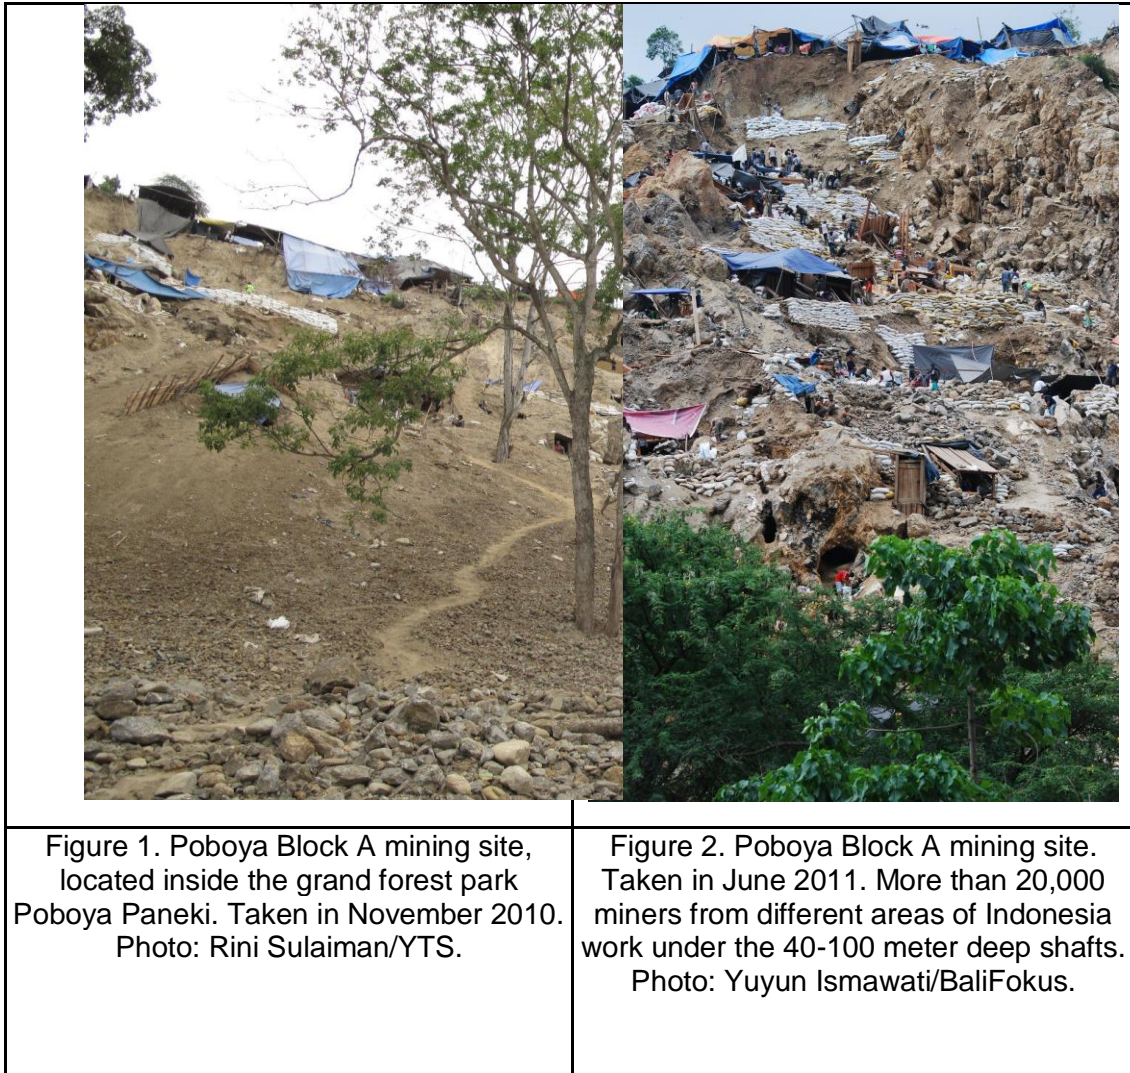 Figure 1. Poboya Block A mining site,
located inside the grand forest park
Poboya Paneki. Taken in November 2010.
Photo: Rini Sulaiman/YTS.
Figure 2. Poboya Block A mining site.
Taken in June 2011. More than 20,000
miners from different areas of Indonesia
work under the 40-100 meter deep shafts.
Photo: Yuyun Ismawati/BaliFokus.